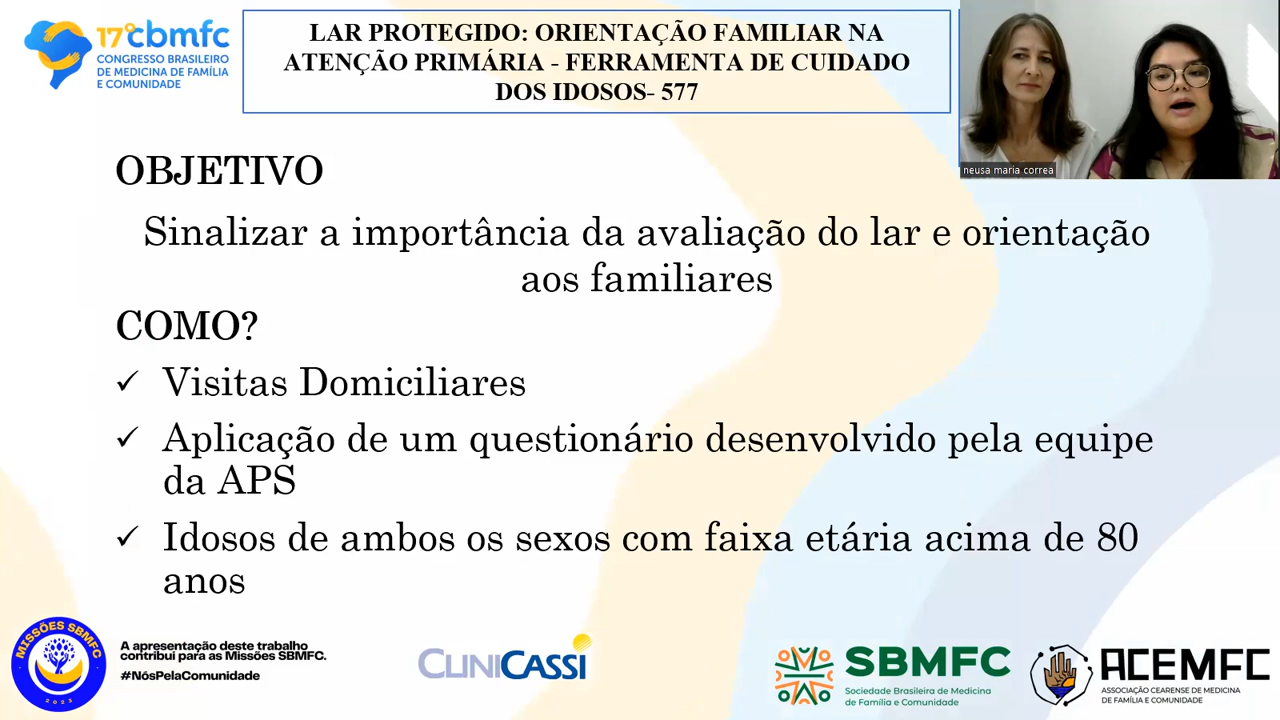 17º cbmfc
CONGRESSO BRASILEIRO
DE MEDICINA DE FAMÍLIA
E COMUNIDADE
LAR PROTEGIDO: ORIENTAÇÃO FAMILIAR NA
ATENÇÃO PRIMÁRIA - FERRAMENTA DE CUIDADO
DOS IDOSOS- 577
neusa maria correa
OBJETIVO
Sinalizar a importância da avaliação do lar e orientação
aos familiares
COMO?
✓ Visitas Domiciliares
✓ Aplicação de um questionário desenvolvido pela equipe
da APS
✓ Idosos de ambos os sexos com faixa etária acima de 80
anos
MISSÕES SBMFC
2023
A apresentação deste trabalho
contribui para as Missões SBMFC.
#NósPelaComunidade
CLINICASSI
SBMFC
Sociedade Brasileira de Medicina
de Família e Comunidade
ACEMFC
ASSOCIAÇÃO CEARENSE DE MEDICINA
DE FAMÍLIA E COMUNIDADE